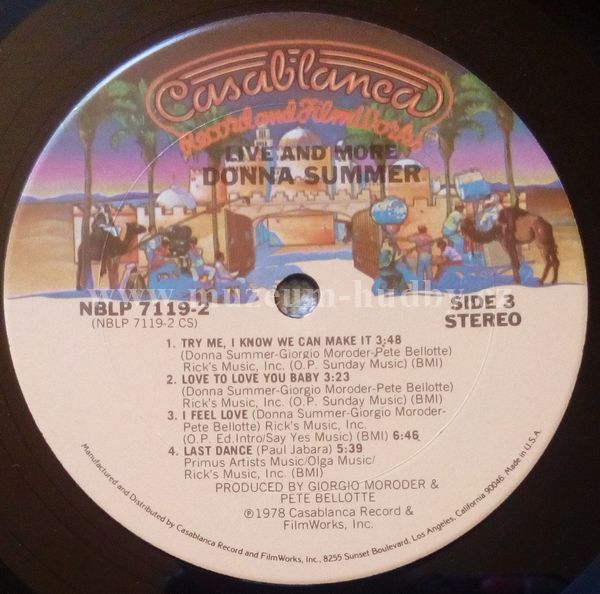 Casablanca
Record and FilmWorks
LIVE AND MORE
DONNA SUMMER
www.muzeum-hudby.cz
NBLP 7119-2
(NBLP 7119-2 CS)
SIDE 3
STEREO
1. TRY ME, I KNOW WE CAN MAKE IT 3:48
(Donna Summer-Giorgio Moroder-Pete Bellotte)
Rick's Music, Inc. (O.P. Sunday Music) (BMI)
2. LOVE TO LOVE YOU BABY 3:23
(Donna Summer-Giorgio Moroder-Pete Bellotte)
Rick's Music, Inc. (O.P. Sunday Music) (BMI)
3. I FEEL LOVE (Donna Summer-Giorgio Moroder-
Pete Bellotte) Rick's Music, Inc.
(O.P. Ed.Intro/Say Yes Music) (BMI) 6:46
4. LAST DANCE (Paul Jabara) 5:39
Primus Artists Music/Olga Music/
Rick's Music, Inc. (BMI)
PRODUCED BY GIORGIO MORODER &
PETE BELLOTTE
℗1978 Casablanca Record &
FilmWorks, Inc.
Manufactured and Distributed by Casablanca Record and FilmWorks, Inc., 8255 Sunset Boulevard, Los Angeles, California 90046 Made in U.S.A.